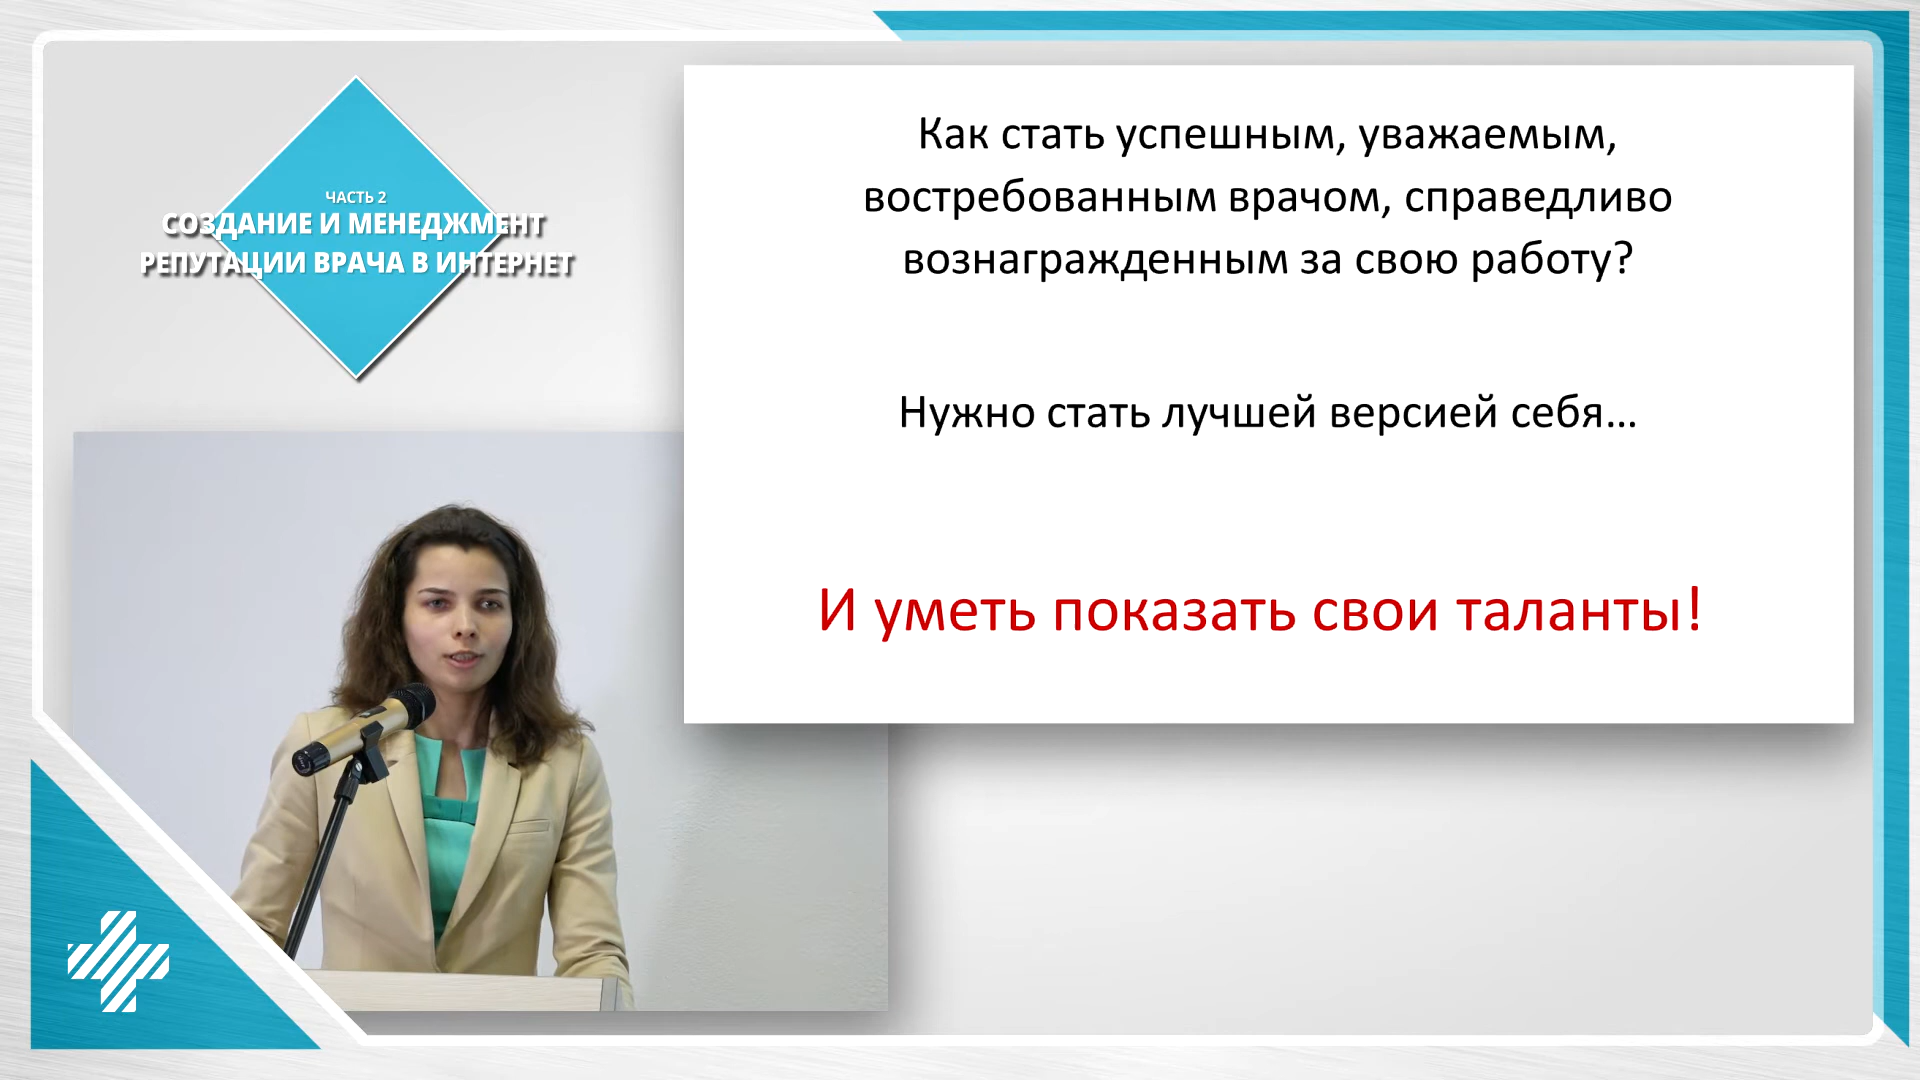 ЧАСТЬ 2
СОЗДАНИЕ И МЕНЕДЖМЕНТ
РЕПУТАЦИИ ВРАЧА В ИНТЕРНЕТ
Как стать успешным, уважаемым,
востребованным врачом, справедливо
вознагражденным за свою работу?
Нужно стать лучшей версией себя…
И уметь показать свои таланты!